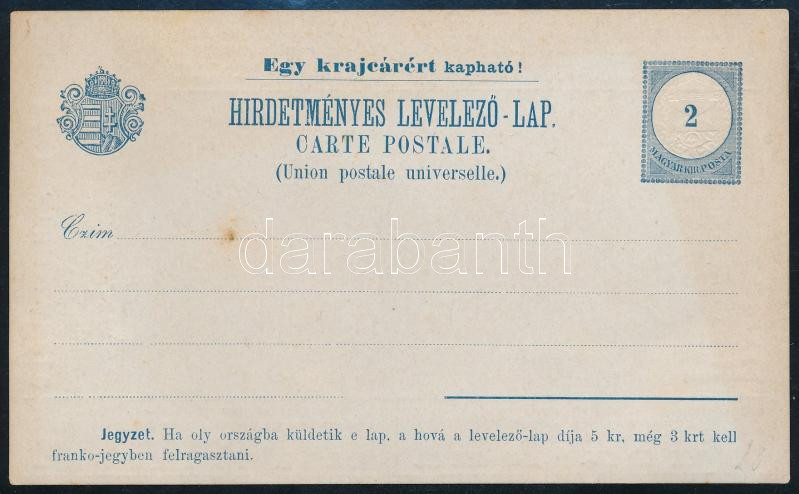 Egy krajcárért kapható!
HIRDETMÉNYES LEVELEZŐ-LAP.
CARTE POSTALE.
(Union postale universelle.)
2
MAGYAR KIR. POSTA
Czim
darabanth
Jegyzet. Ha oly országba küldetik e lap, a hová a levelező-lap díja 5 kr, még 3 krt kell
franko-jegyben felragasztani.